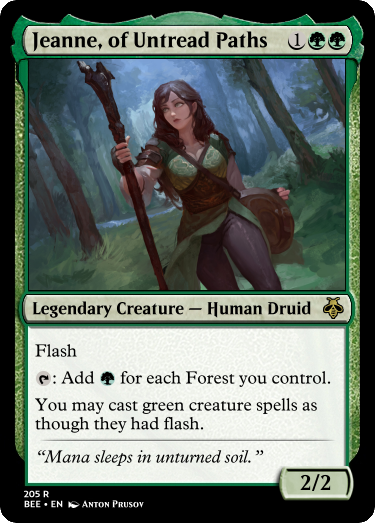 Jeanne, of Untread Paths 1
Legendary Creature — Human Druid
Flash
: Add for each Forest you control.
You may cast green creature spells as
though they had flash.
“Mana sleeps in unturned soil.”
2/2
205 R
BEE • EN Anton Prusov